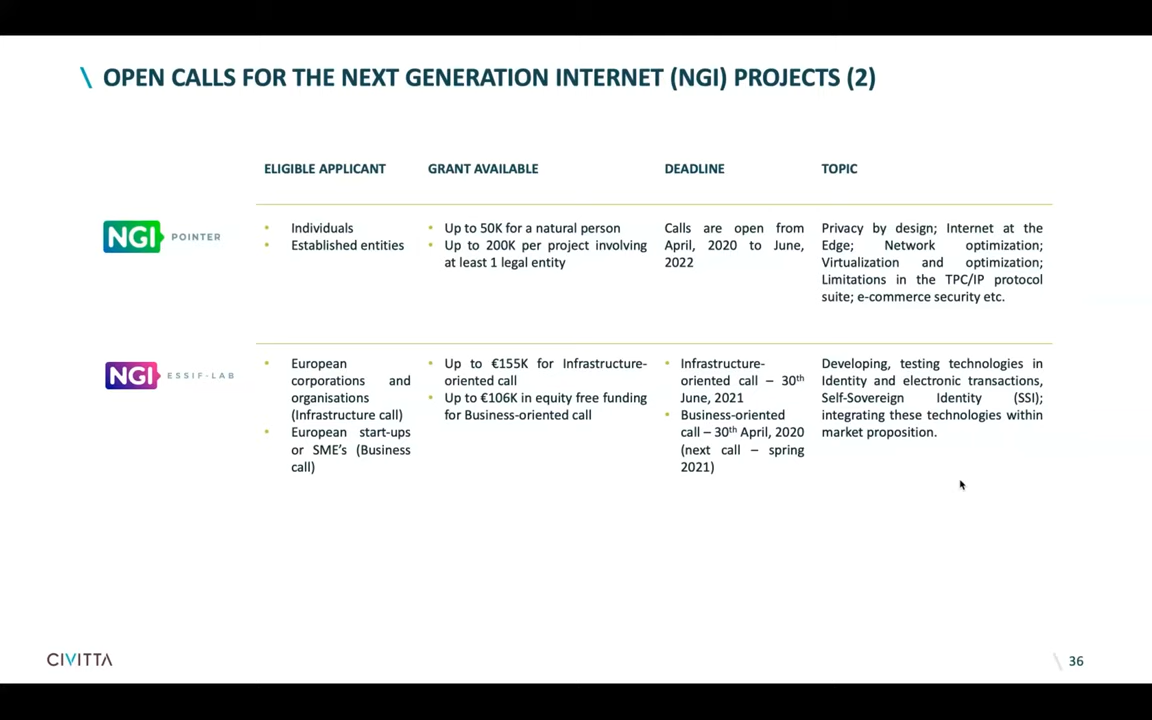 \ OPEN CALLS FOR THE NEXT GENERATION INTERNET (NGI) PROJECTS (2)
ELIGIBLE APPLICANT
GRANT AVAILABLE
DEADLINE
TOPIC
NGI POINTER
• Individuals
• Established entities
• Up to 50K for a natural person
• Up to 200K per project involving
at least 1 legal entity
Calls are open from
April, 2020 to June,
2022
Privacy by design; Internet at the
Edge; Network optimization;
Virtualization and optimization;
Limitations in the TPC/IP protocol
suite; e-commerce security etc.
NGI ESSIF-LAB
• European
corporations and
organisations
(Infrastructure call)
• European start-ups
or SME's (Business
call)
• Up to €155K for Infrastructure-
oriented call
• Up to €106K in equity free funding
for Business-oriented call
• Infrastructure-
oriented call – 30th
June, 2021
• Business-oriented
call – 30th April, 2020
(next call – spring
2021)
Developing, testing technologies in
Identity and electronic transactions,
Self-Sovereign Identity (SSI);
integrating these technologies within
market proposition.
CIVITTA
\ 36